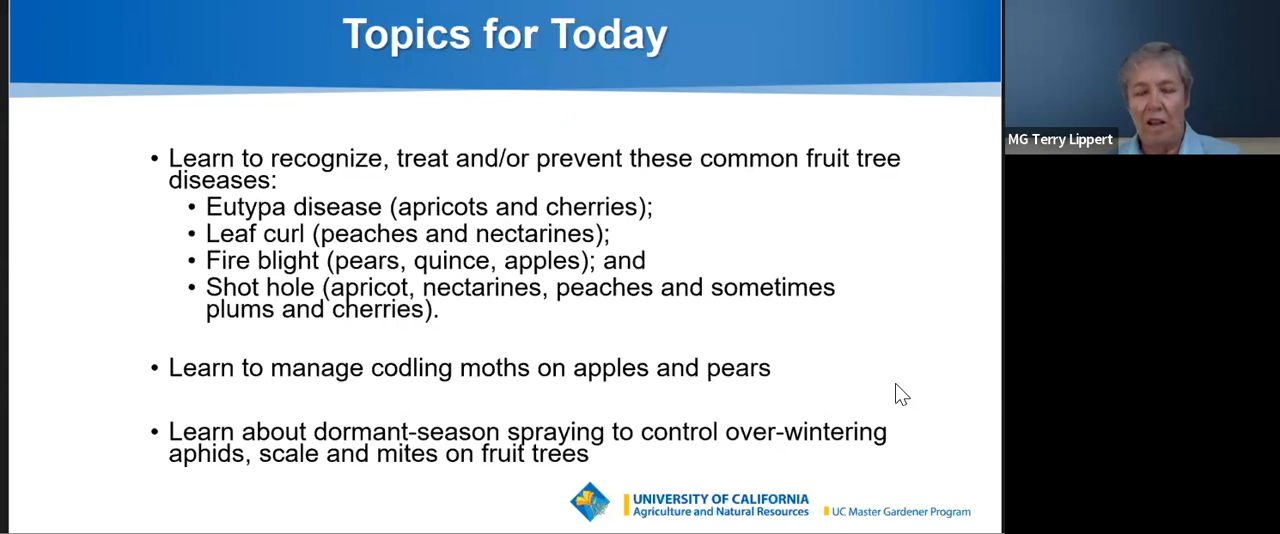 Topics for Today
MG Terry Lippert
• Learn to recognize, treat and/or prevent these common fruit tree
diseases:
• Eutypa disease (apricots and cherries);
• Leaf curl (peaches and nectarines);
• Fire blight (pears, quince, apples); and
• Shot hole (apricot, nectarines, peaches and sometimes
plums and cherries).
• Learn to manage codling moths on apples and pears
• Learn about dormant-season spraying to control over-wintering
aphids, scale and mites on fruit trees
UNIVERSITY OF CALIFORNIA
Agriculture and Natural Resources
UC Master Gardener Program